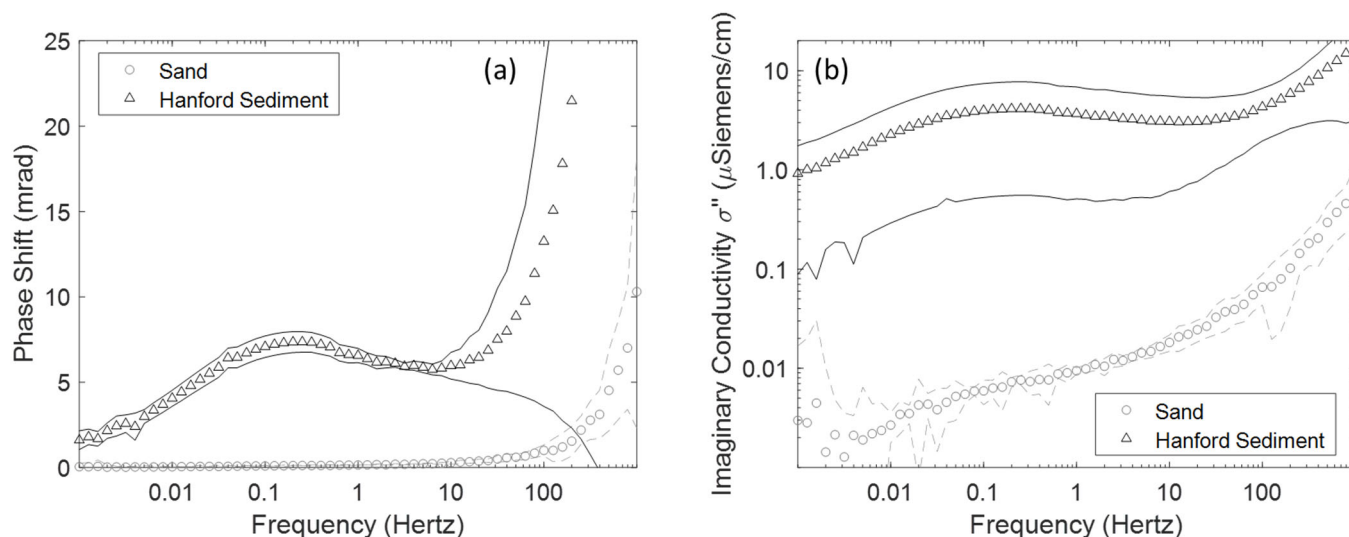 25
20
15
10
5
0
Phase Shift (mrad)
Sand
Hanford Sediment
(a)
0.01
0.1
1
10
100
Frequency (Hertz)
10
1.0
0.1
0.01
Imaginary Conductivity σ" (μSiemens/cm)
(b)
Sand
Hanford Sediment
0.01
0.1
1
10
100
Frequency (Hertz)